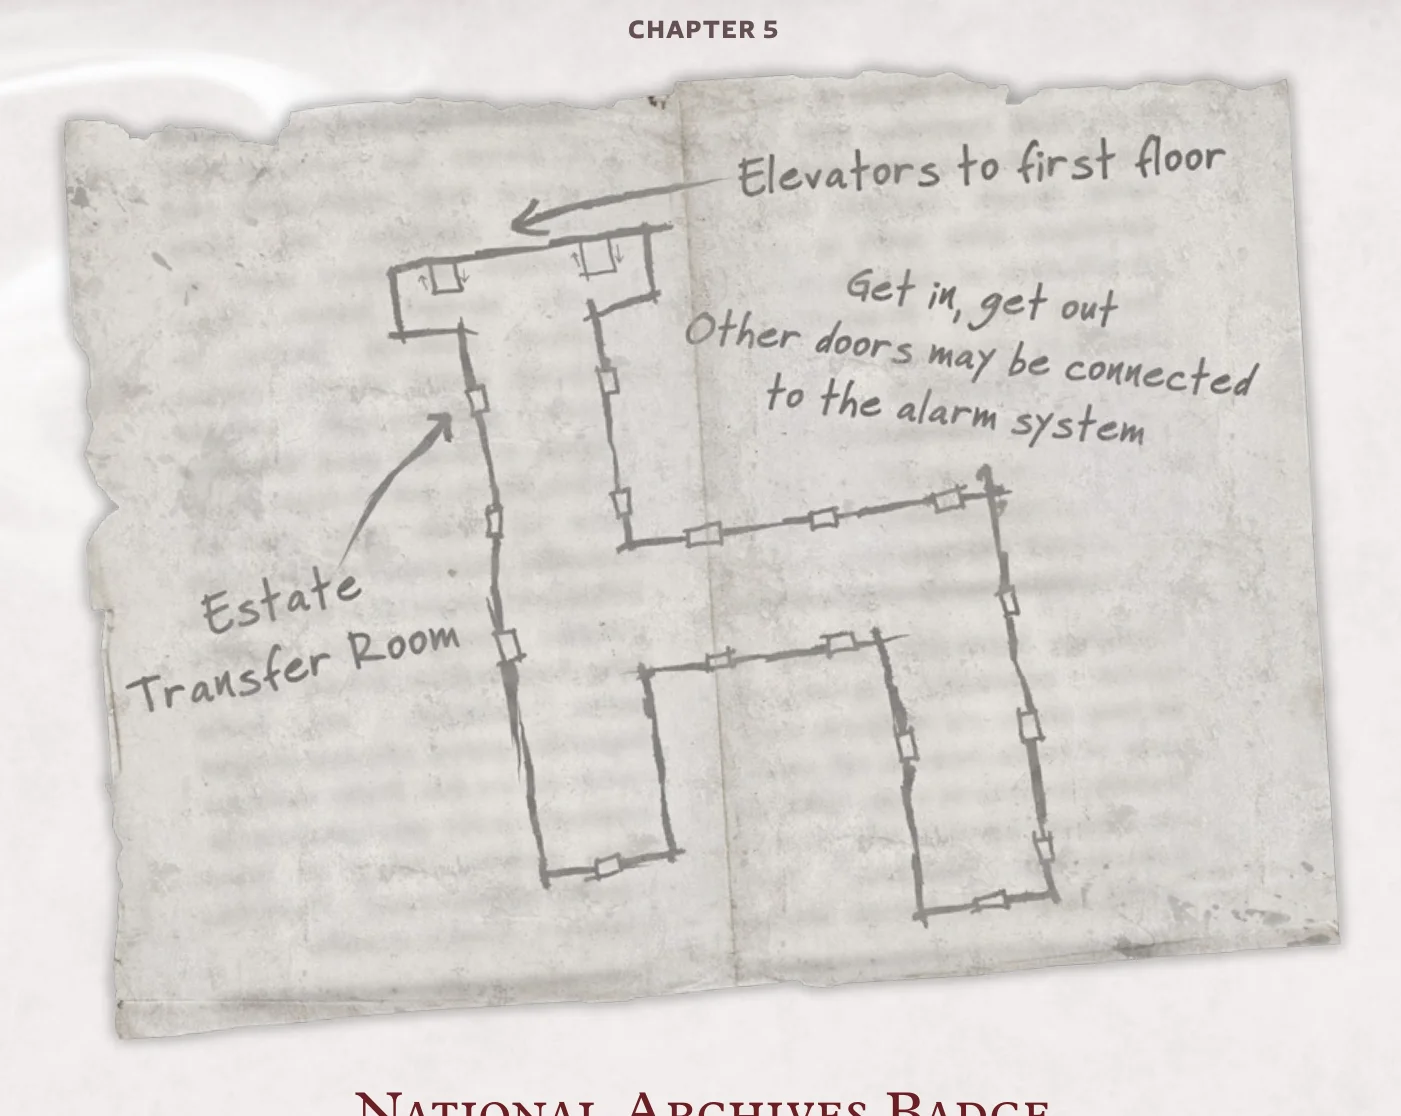 CHAPTER 5
Elevators to first floor
Get in, get out
Other doors may be connected
to the alarm system
Estate
Transfer Room
NATIONAL ARCHIVES BADGE